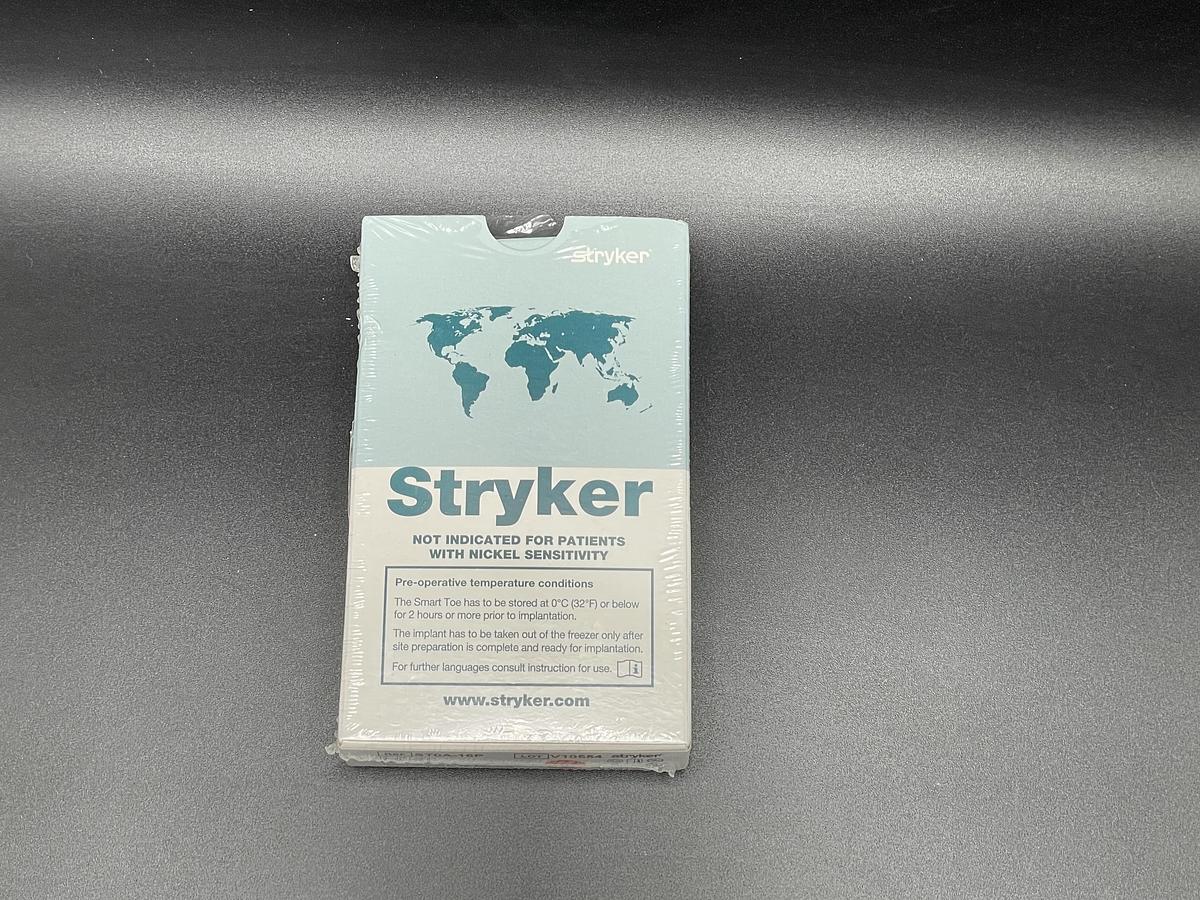 stryker
Stryker
NOT INDICATED FOR PATIENTS
WITH NICKEL SENSITIVITY
Pre-operative temperature conditions
The Smart Toe has to be stored at 0°C (32°F) or below
for 2 hours or more prior to implantation.
The implant has to be taken out of the freezer only after
site preparation is complete and ready for implantation.
For further languages consult instruction for use.
www.stryker.com
LOT V10554 stryker